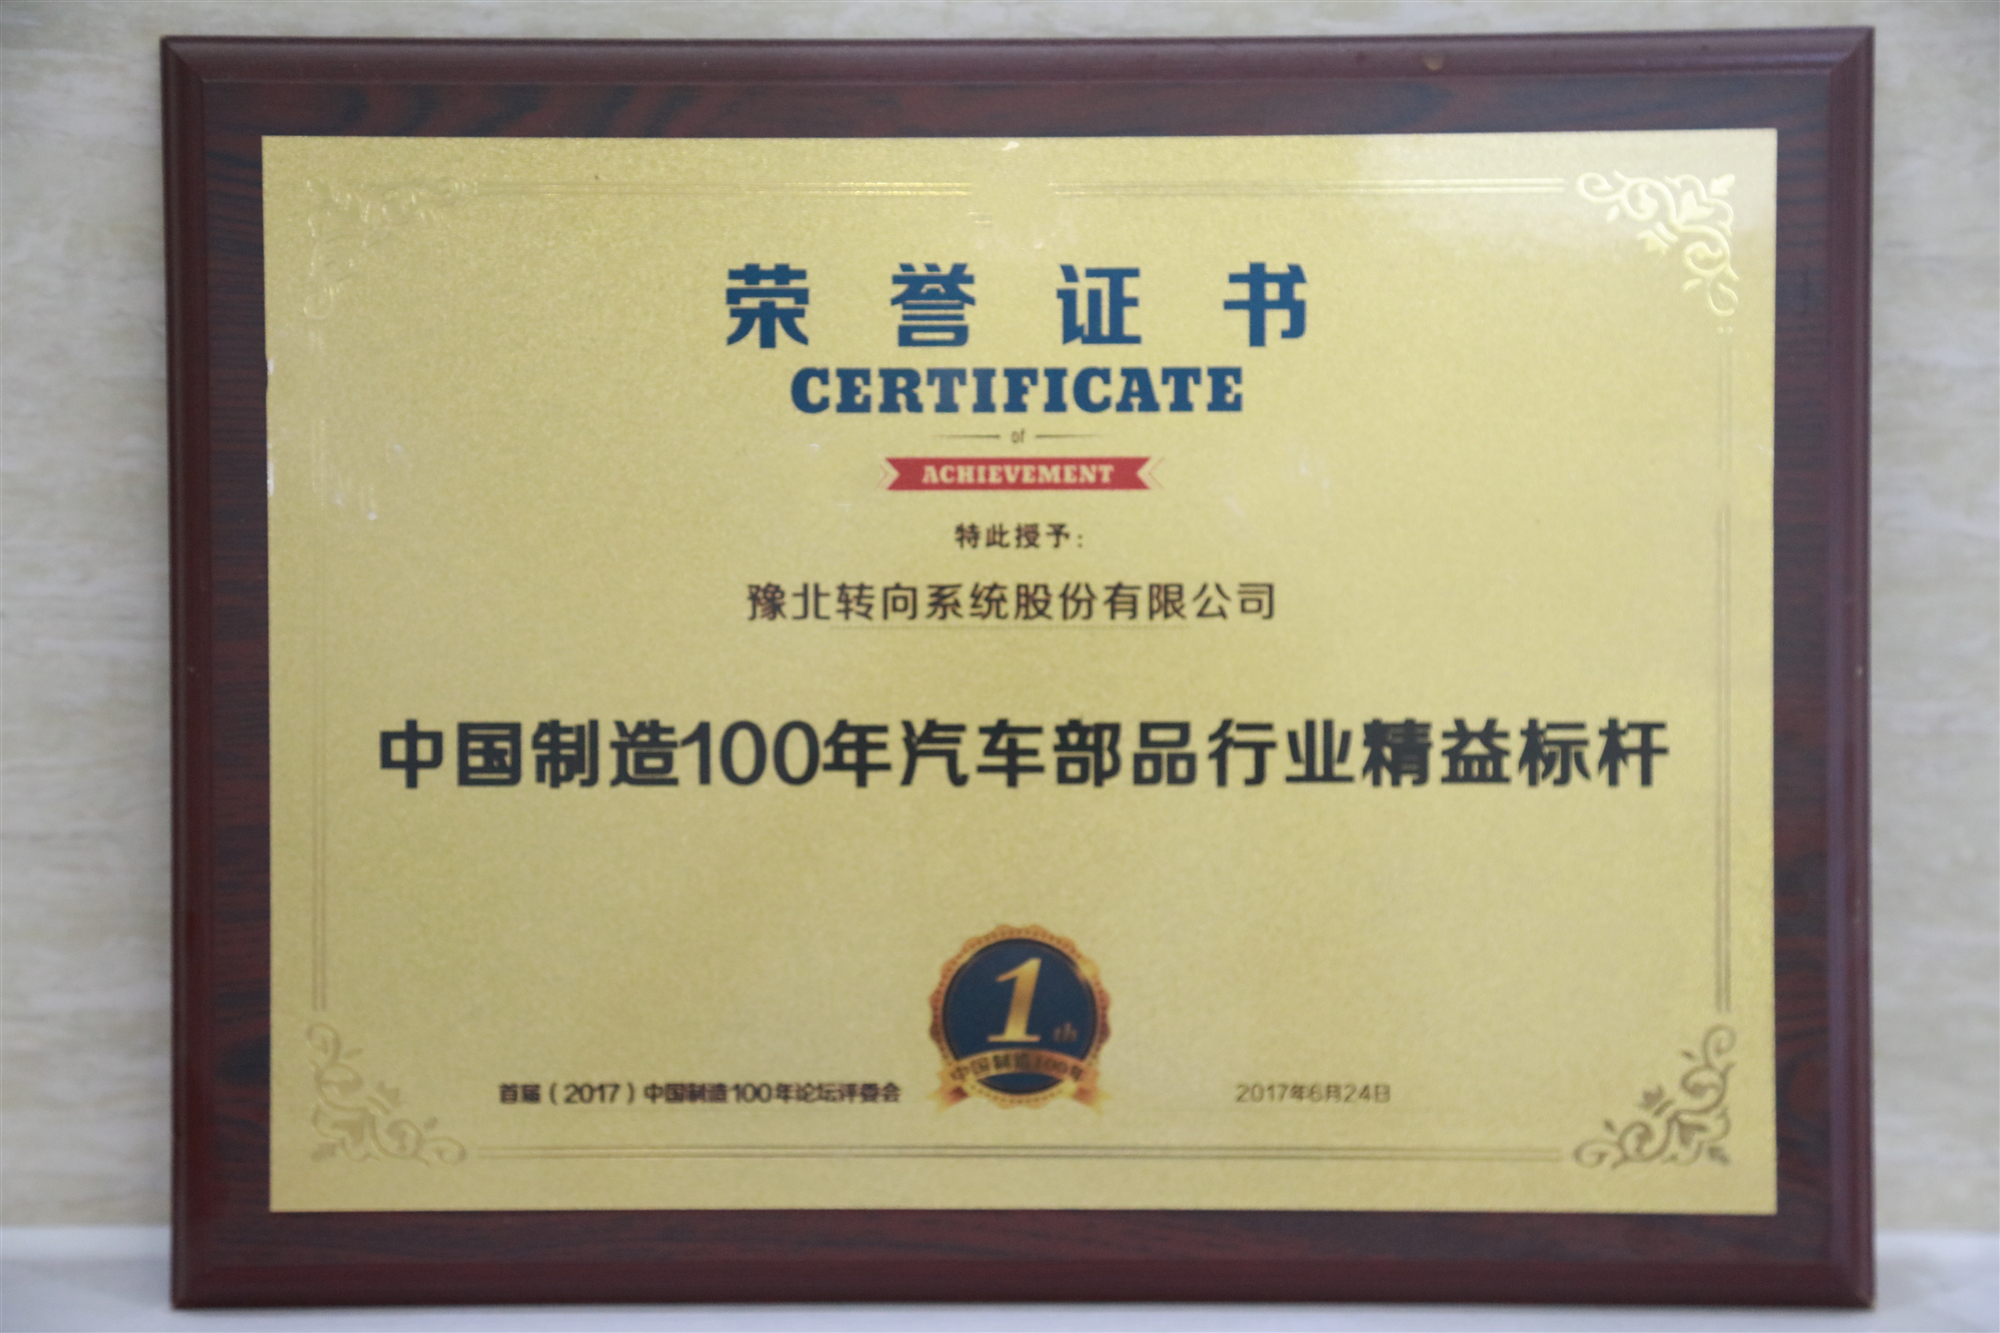 荣誉证书
CERTIFICATE
of
ACHIEVEMENT
特此授予：
豫北转向系统股份有限公司
中国制造100年汽车部品行业精益标杆
1th
中国制造100年
首届（2017）中国制造100年论坛评委会
2017年6月24日